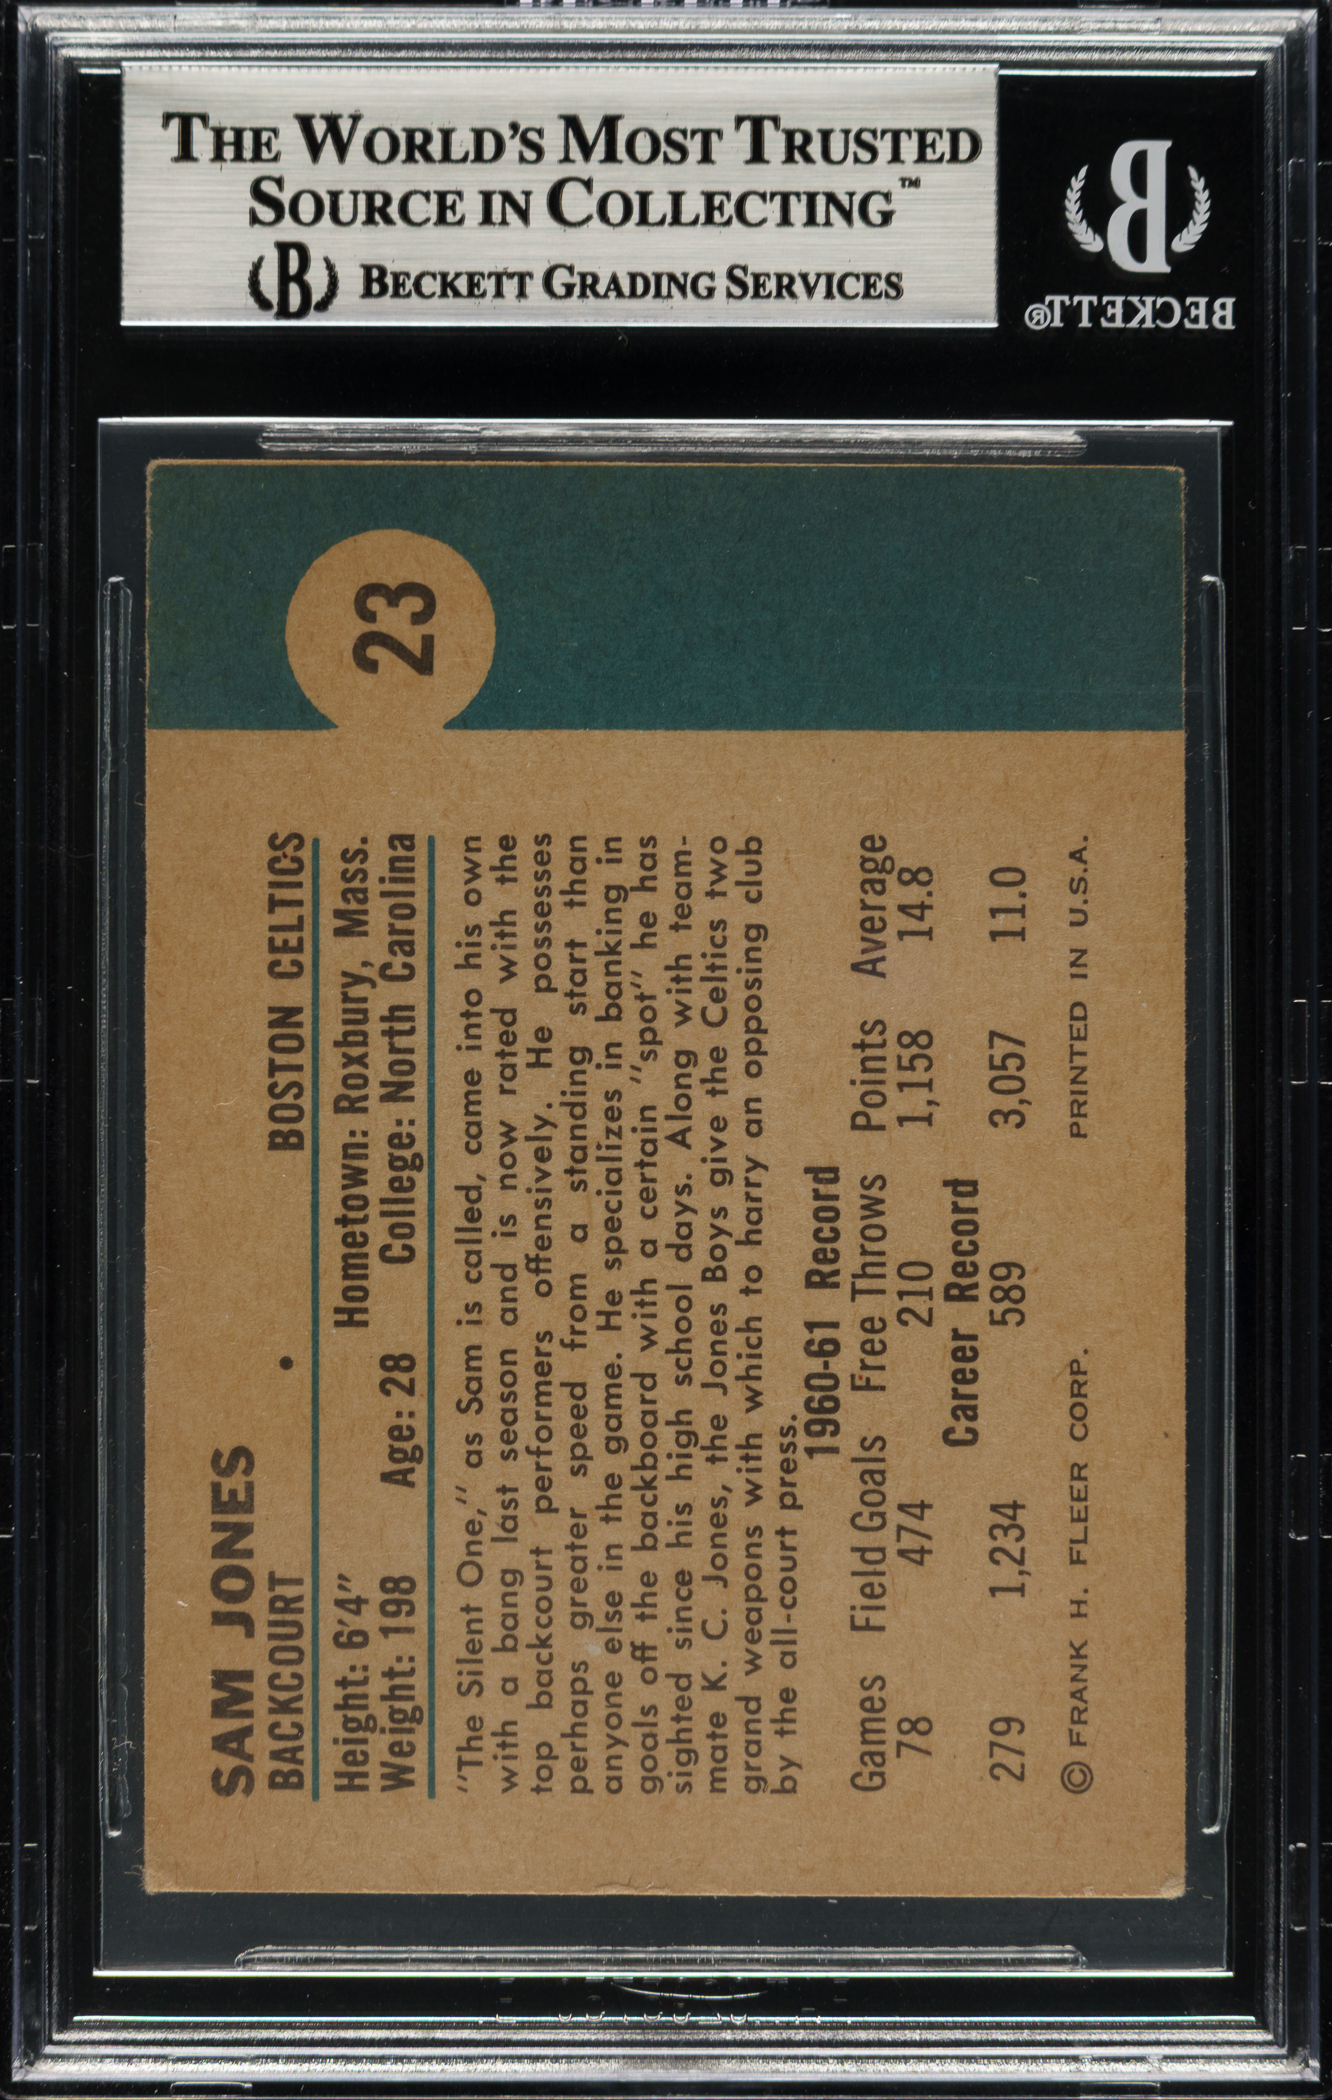 THE WORLD'S MOST TRUSTED
SOURCE IN COLLECTING™
B BECKETT GRADING SERVICES
B
BECKETT®
23
SAM JONES
BACKCOURT BOSTON CELTICS
Height: 6'4" Hometown: Roxbury, Mass.
Weight: 198 Age: 28 College: North Carolina
"The Silent One," as Sam is called, came into his own
with a bang last season and is now rated with the
top backcourt performers offensively. He possesses
perhaps greater speed from a standing start than
anyone else in the game. He specializes in banking in
goals off the backboard with a certain "spot" he has
sighted since his high school days. Along with team-
mate K. C. Jones, the Jones Boys give the Celtics two
grand weapons with which to harry an opposing club
by the all-court press.
1960-61 Record
Games Field Goals Free Throws Points Average
78 474 210 1,158 14.8
Career Record
279 1,234 589 3,057 11.0
© FRANK H. FLEER CORP. PRINTED IN U.S.A.